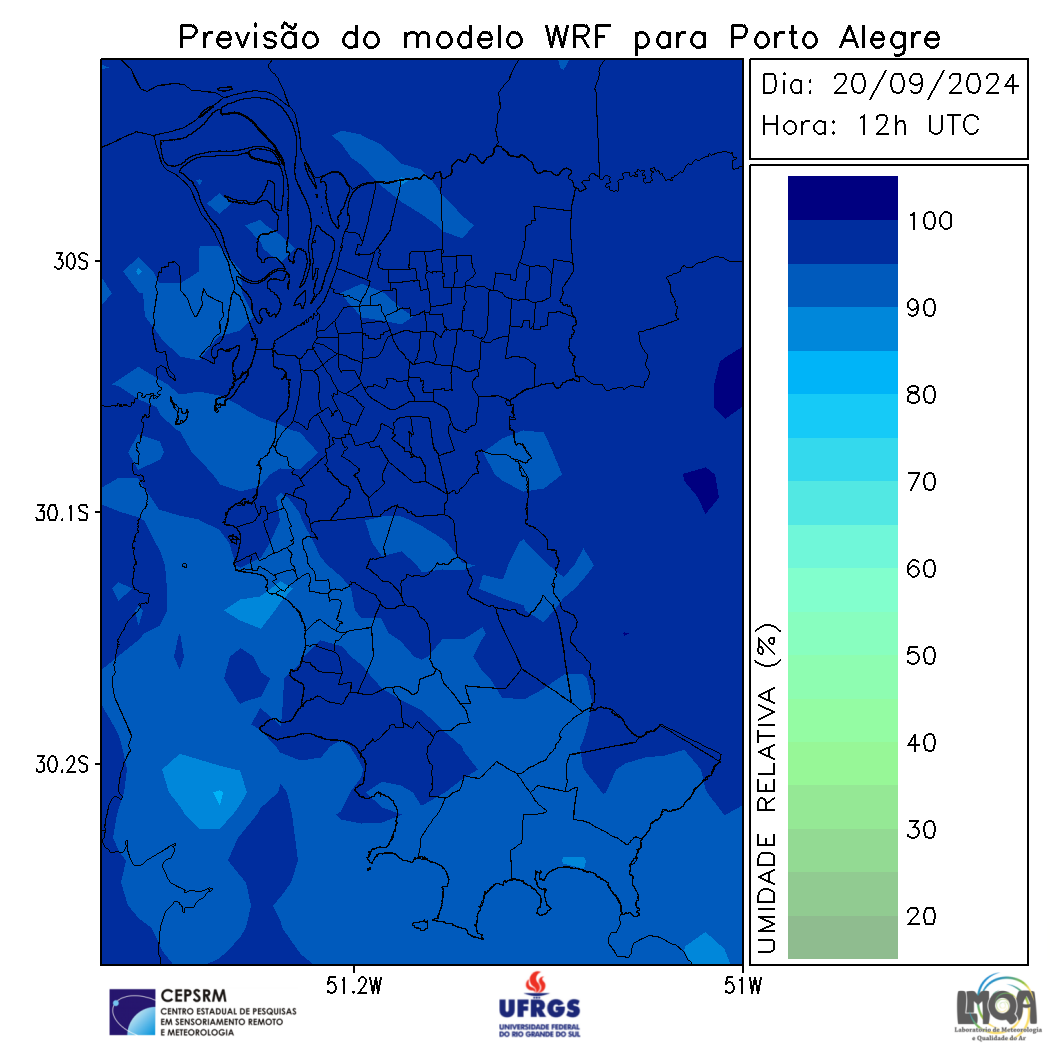 Previsão do modelo WRF para Porto Alegre
Dia: 20/09/2024
Hora: 12h UTC
30S
30.1S
30.2S
51.2W
51W
100
90
80
70
60
50
40
30
20
UMIDADE RELATIVA (%)
CEPSRM
CENTRO ESTADUAL DE PESQUISAS
EM SENSORIAMENTO REMOTO
E METEOROLOGIA
UFRGS
UNIVERSIDADE FEDERAL
DO RIO GRANDE DO SUL
LMQA
Laboratório de Meteorologia
e Qualidade do Ar